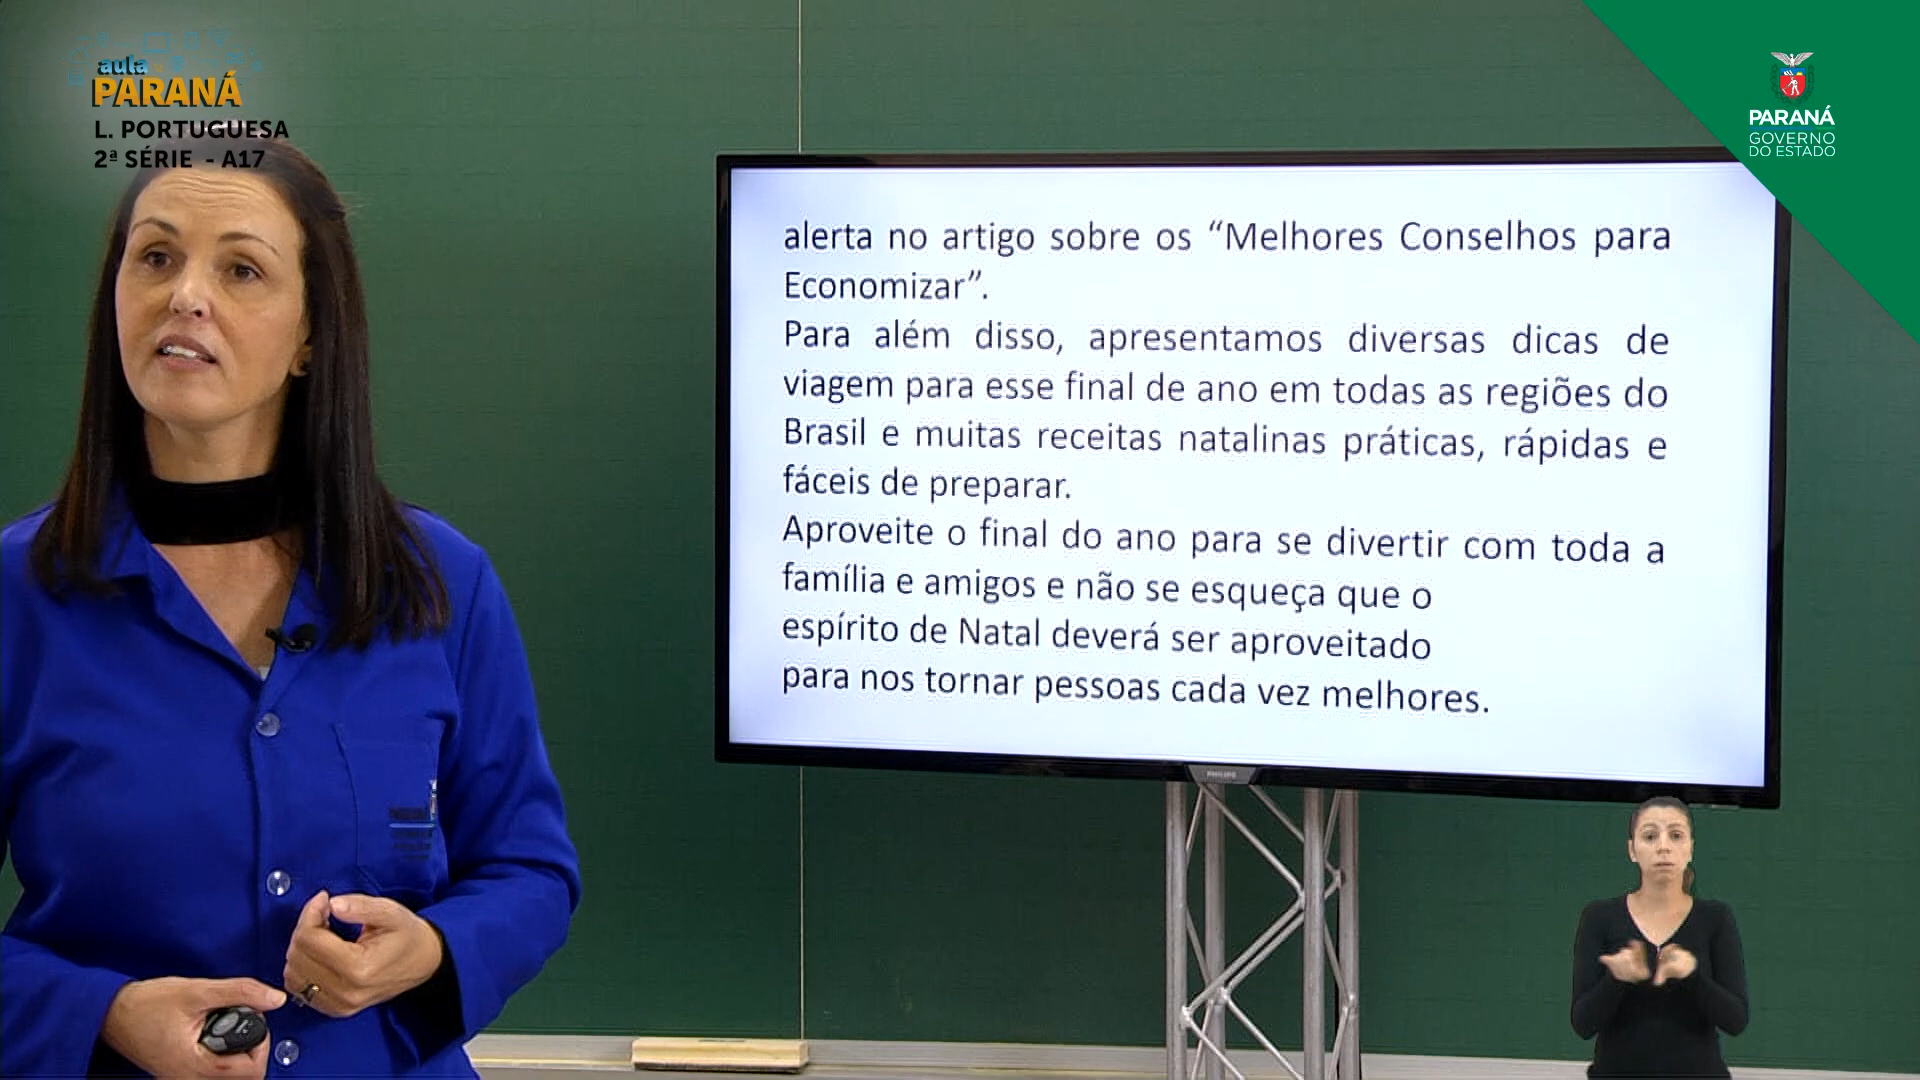 aula
PARANÁ
L. PORTUGUESA
2ª SÉRIE - A17
PARANÁ
GOVERNO
DO ESTADO
alerta no artigo sobre os “Melhores Conselhos para
Economizar”.
Para além disso, apresentamos diversas dicas de
viagem para esse final de ano em todas as regiões do
Brasil e muitas receitas natalinas práticas, rápidas e
fáceis de preparar.
Aproveite o final do ano para se divertir com toda a
família e amigos e não se esqueça que o
espírito de Natal deverá ser aproveitado
para nos tornar pessoas cada vez melhores.
PHILIPS